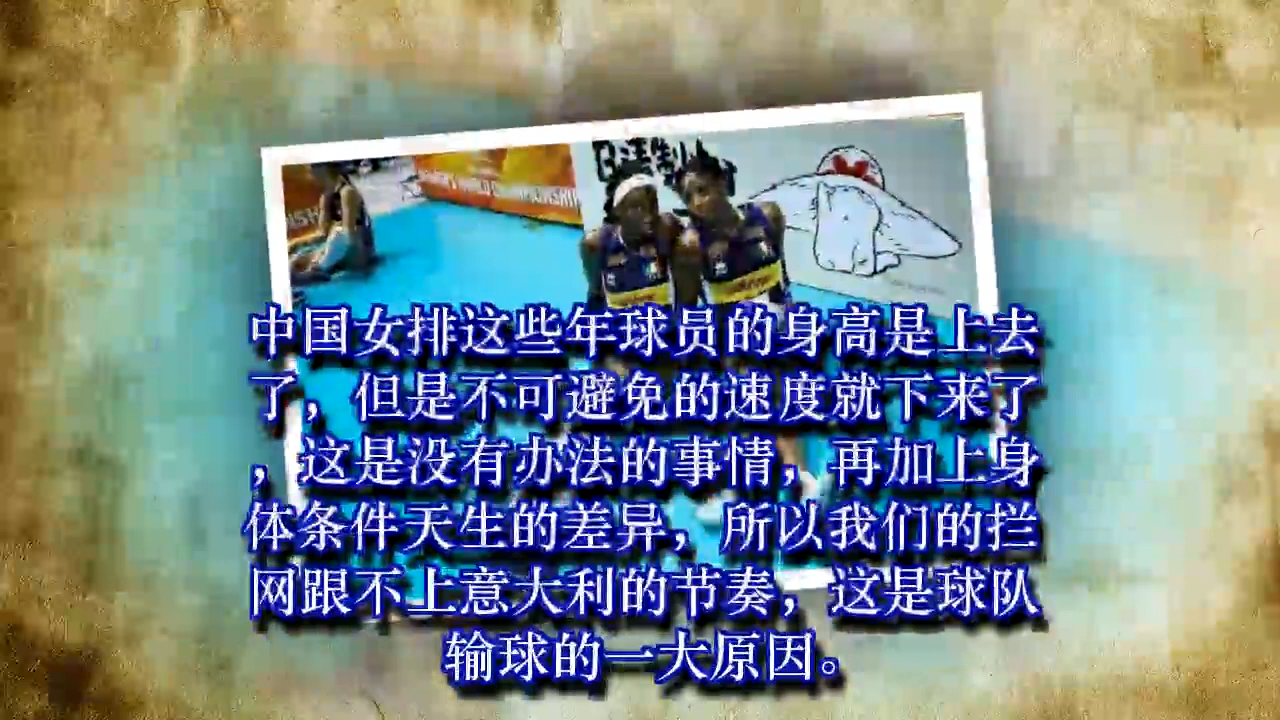 WORLD CHAMPIONSHIP
中国女排这些年球员的身高是上去
了，但是不可避免的速度就下来了
，这是没有办法的事情，再加上身
体条件天生的差异，所以我们的拦
网跟不上意大利的节奏，这是球队
输球的一大原因。